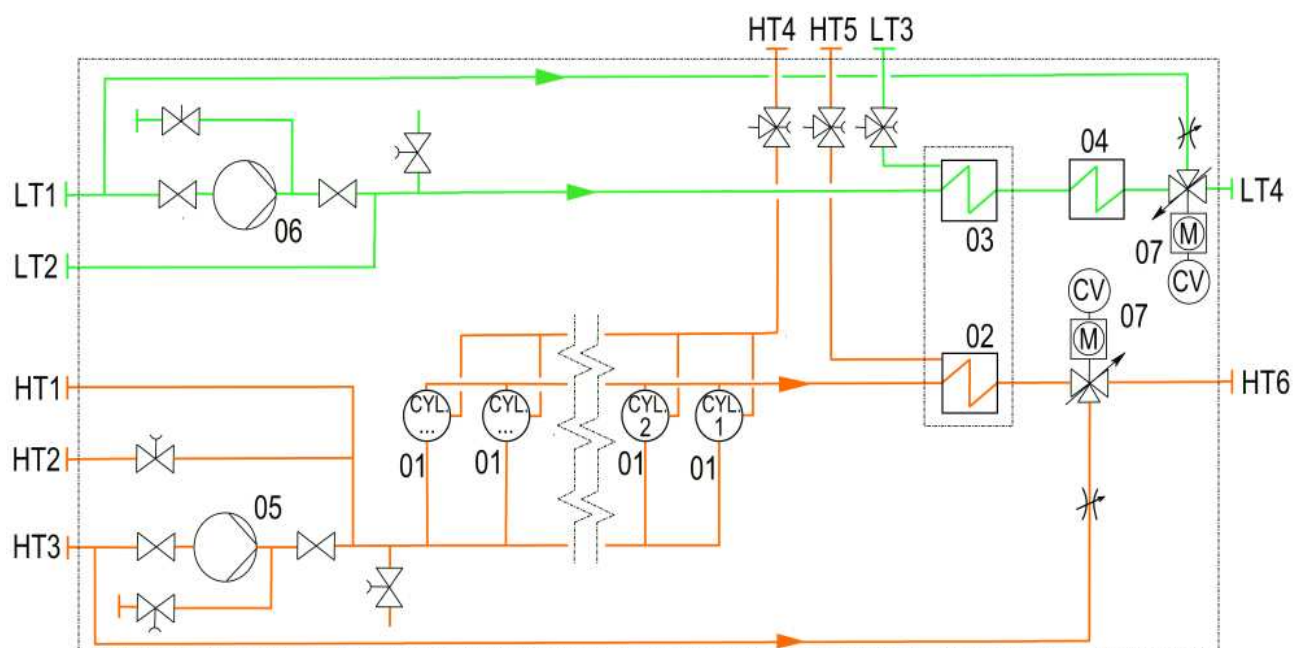 HT4 HT5 LT3
04
LT1
06
03
07
M
LT4
LT2
CV
CV
07
M
02
HT1
HT6
CYL. ...
CYL. ...
CYL. 2
CYL. 1
HT2
01
01
01
01
05
HT3